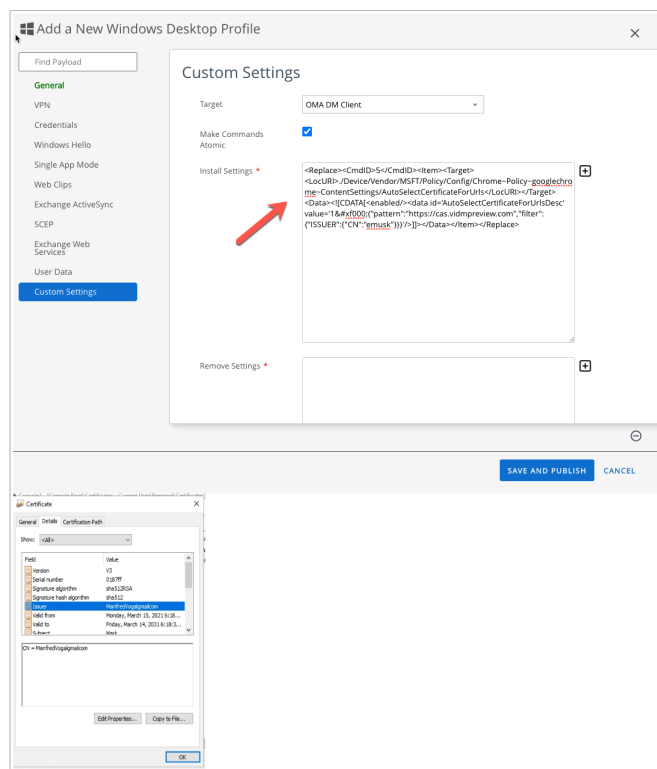 Add a New Windows Desktop Profile
Find Payload
General
VPN
Credentials
Windows Hello
Single App Mode
Web Clips
Exchange ActiveSync
SCEP
Exchange Web
Services
User Data
Custom Settings
Custom Settings
Target
OMA DM Client
Make Commands
Atomic
Install Settings *
<Replace><CmdID>5</CmdID><Item><Target>
<LocURI>./Device/Vendor/MSFT/Policy/Config/Chrome~Policy~googlechro
me~ContentSettings/AutoSelectCertificateForUrls</LocURI></Target>
<Data><![CDATA[<enabled/><data id='AutoSelectCertificateForUrlsDesc'
value='1&#xf000;{"pattern":"https://cas.vidmpreview.com","filter":
{"ISSUER":{"CN":"emusk"}}}'/>]]></Data></Item></Replace>
Remove Settings *
SAVE AND PUBLISH
CANCEL
Certificate
General Details Certification Path
Show: <All>
Field Value
Version V3
Serial number 0187ff
Signature algorithm sha512RSA
Signature hash algorithm sha512
Issuer ManfredVogalgmailcom
Valid from Monday, March 15, 2021 6:18...
Valid to Friday, March 14, 2031 6:18:3...
Subject Mark
CN = ManfredVogalgmailcom
Edit Properties...
Copy to File...
OK